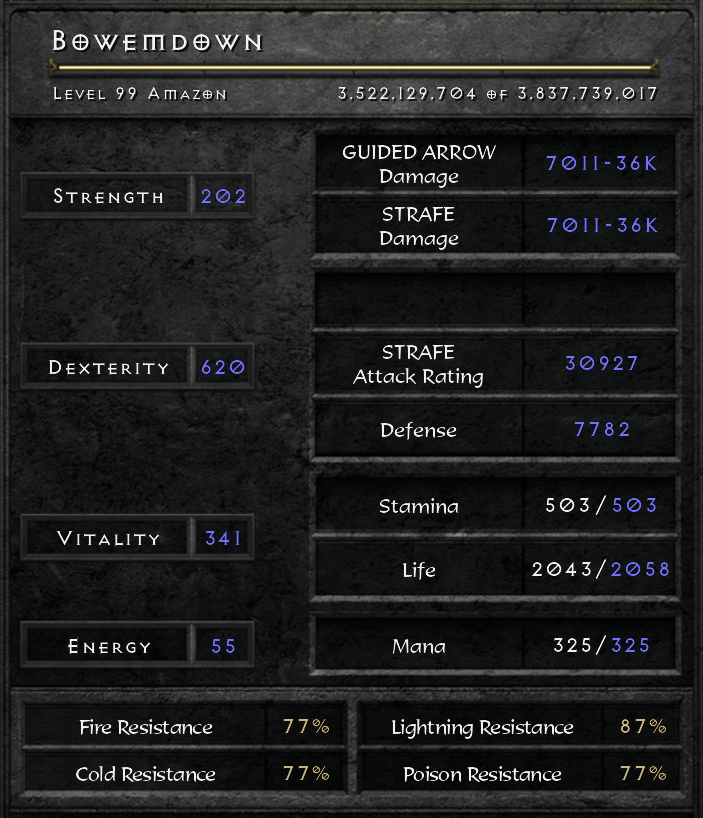 Bowemdown
Level 99 Amazon
3,522,129,704 of 3,837,739,017
Strength 202
GUIDED ARROW
Damage
7011-36K
STRAFE
Damage
7011-36K
Dexterity 620
STRAFE
Attack Rating
30927
Defense 7782
Vitality 341
Stamina 503/503
Life 2043/2058
Energy 55
Mana 325/325
Fire Resistance 77%
Lightning Resistance 87%
Cold Resistance 77%
Poison Resistance 77%